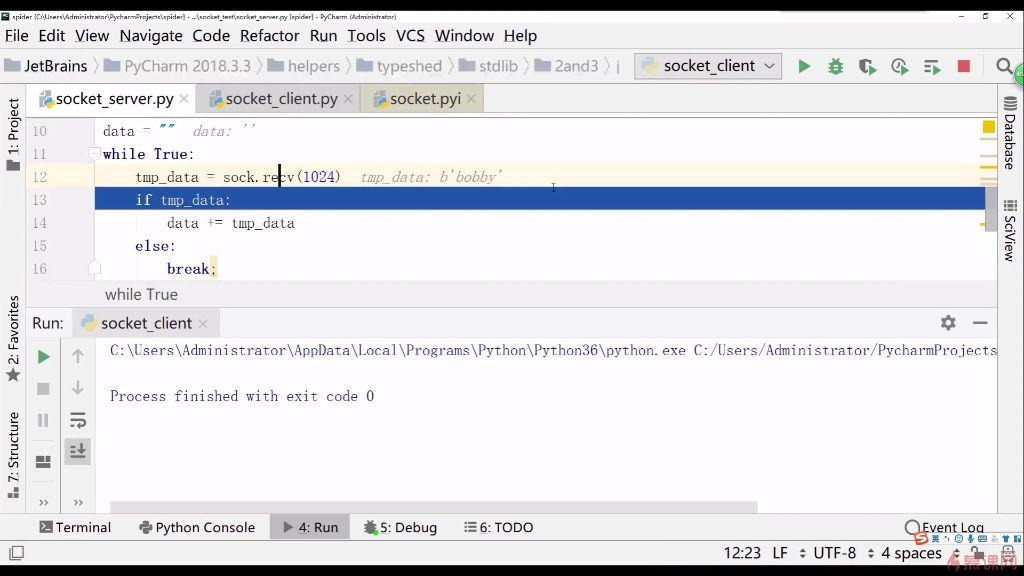 spider [C:\Users\Administrator\PycharmProjects\spider] - ...\socket_test\socket_server.py [spider] - PyCharm (Administrator)
File Edit View Navigate Code Refactor Run Tools VCS Window Help
JetBrains PyCharm 2018.3.3 helpers typeshed stdlib 2and3 socket_client
socket_server.py socket_client.py socket.pyi
1: Project
Database
SciView
10 data = "" data: ''
11 while True:
12 tmp_data = sock.recv(1024) tmp_data: b'bobby'
13 if tmp_data:
14 data += tmp_data
15 else:
16 break;
while True
2: Favorites
7: Structure
Run: socket_client
C:\Users\Administrator\AppData\Local\Programs\Python\Python36\python.exe C:/Users/Administrator/PycharmProjects
Process finished with exit code 0
Terminal Python Console 4: Run 5: Debug 6: TODO Event Log
12:23 LF UTF-8 4 spaces
慕课网